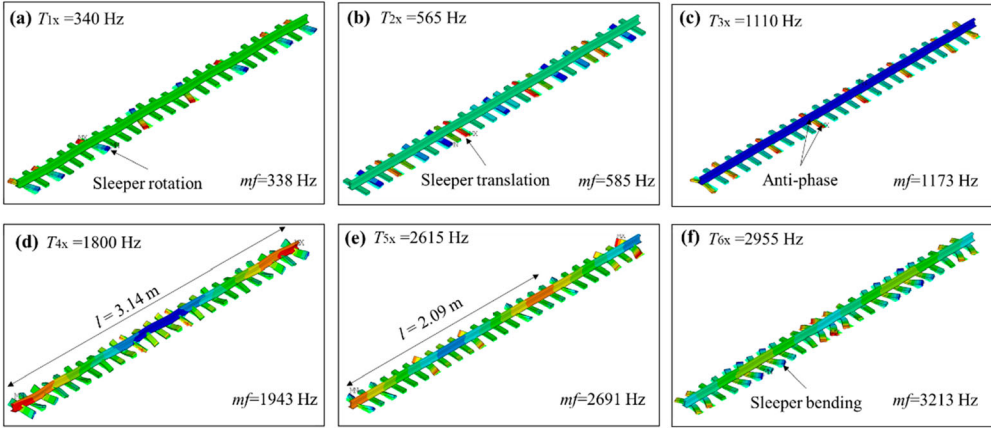 (a) T1x =340 Hz
Sleeper rotation
mf=338 Hz
(b) T2x =565 Hz
Sleeper translation
mf=585 Hz
(c) T3x =1110 Hz
Anti-phase
mf=1173 Hz
(d) T4x =1800 Hz
l = 3.14 m
mf=1943 Hz
(e) T5x =2615 Hz
l = 2.09 m
mf=2691 Hz
(f) T6x =2955 Hz
Sleeper bending
mf=3213 Hz